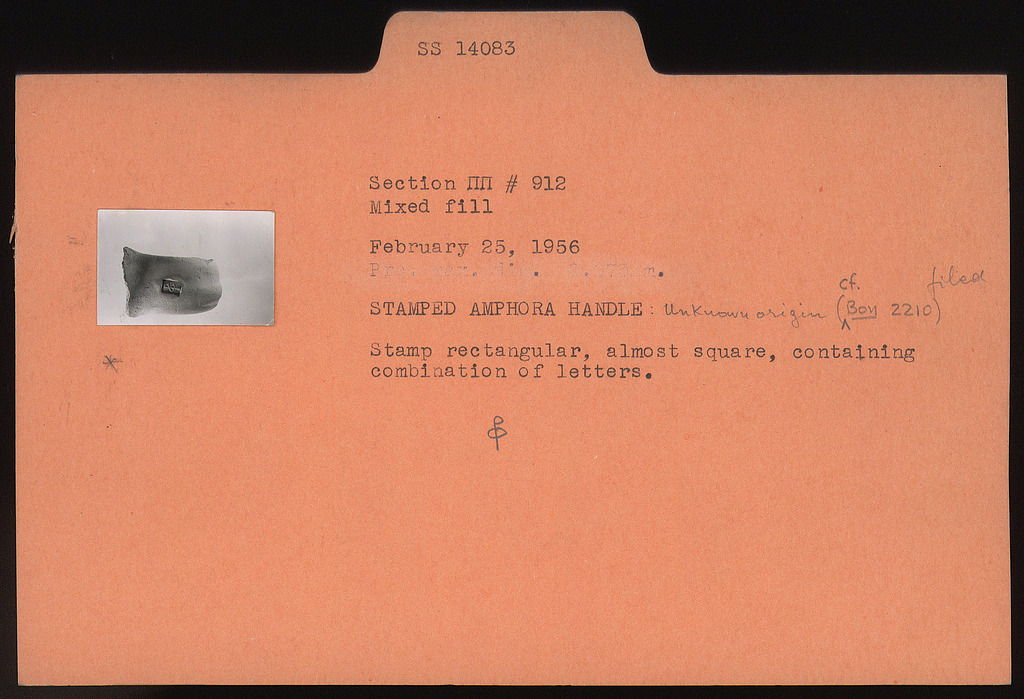 SS 14083
Section ΠΠ # 912
Mixed fill
February 25, 1956
STAMPED AMPHORA HANDLE : Unknown origin (cf. Bon 2210) filed
Stamp rectangular, almost square, containing
combination of letters.